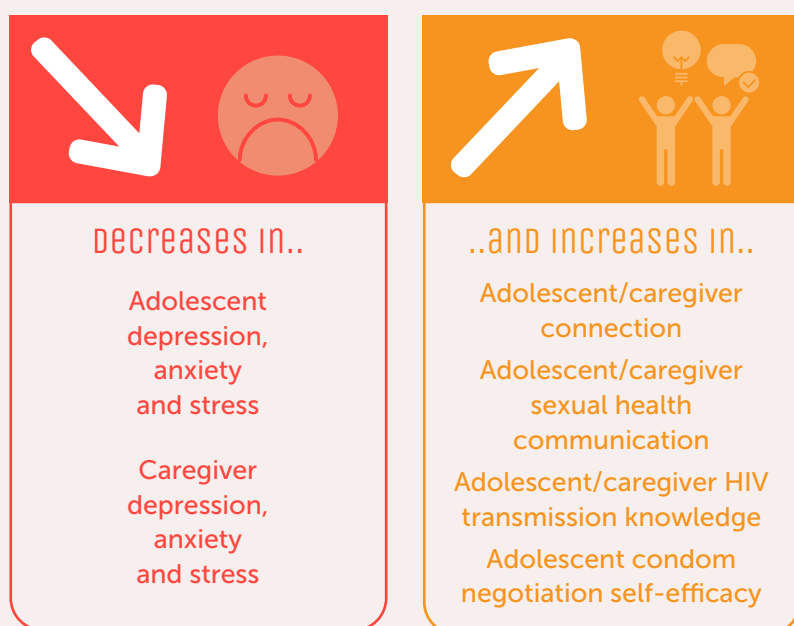 Decreases in..
Adolescent
depression,
anxiety
and stress
Caregiver
depression,
anxiety
and stress
..and increases in..
Adolescent/caregiver
connection
Adolescent/caregiver
sexual health
communication
Adolescent/caregiver HIV
transmission knowledge
Adolescent condom
negotiation self-efficacy